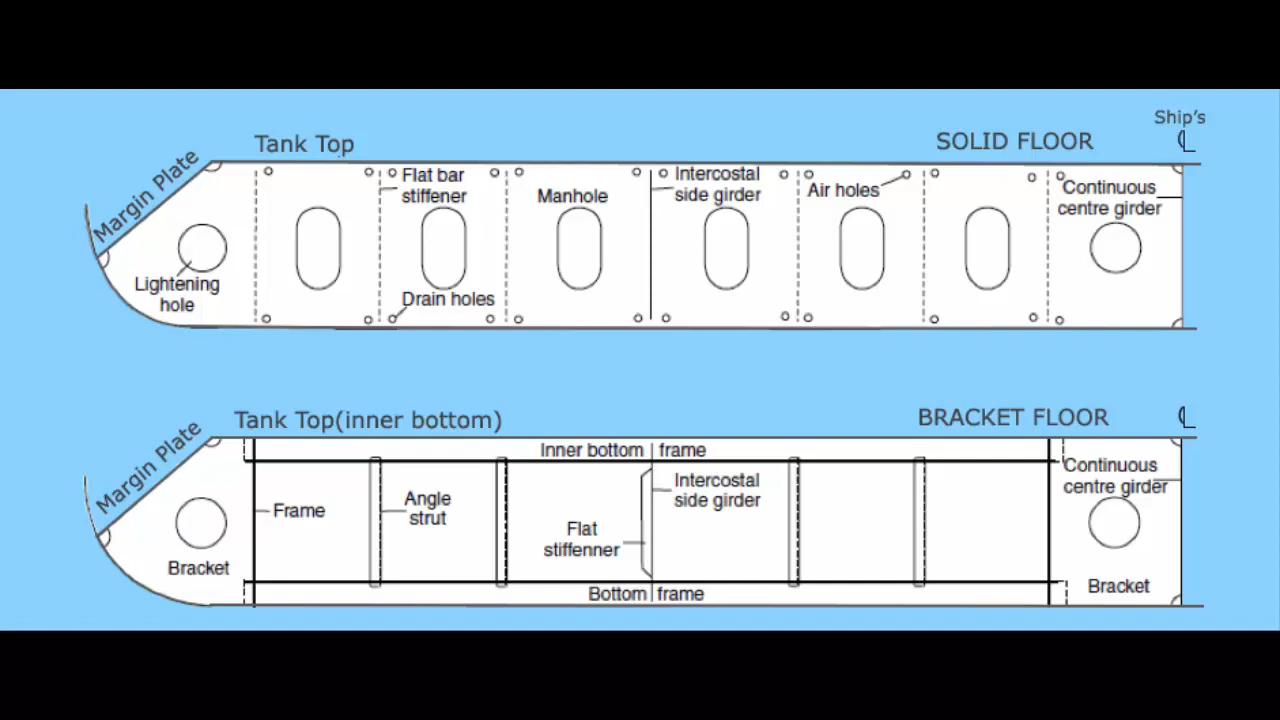 Ship's
Tank Top
SOLID FLOOR
℄
Margin Plate
Flat bar
stiffener
Manhole
Intercostal
side girder
Air holes
Continuous
centre girder
Lightening
hole
Drain holes
Tank Top(inner bottom)
BRACKET FLOOR
℄
Margin Plate
Inner bottom frame
Continuous
centre girder
Frame
Angle
strut
Intercostal
side girder
Flat
stiffenner
Bracket
Bracket
Bottom frame